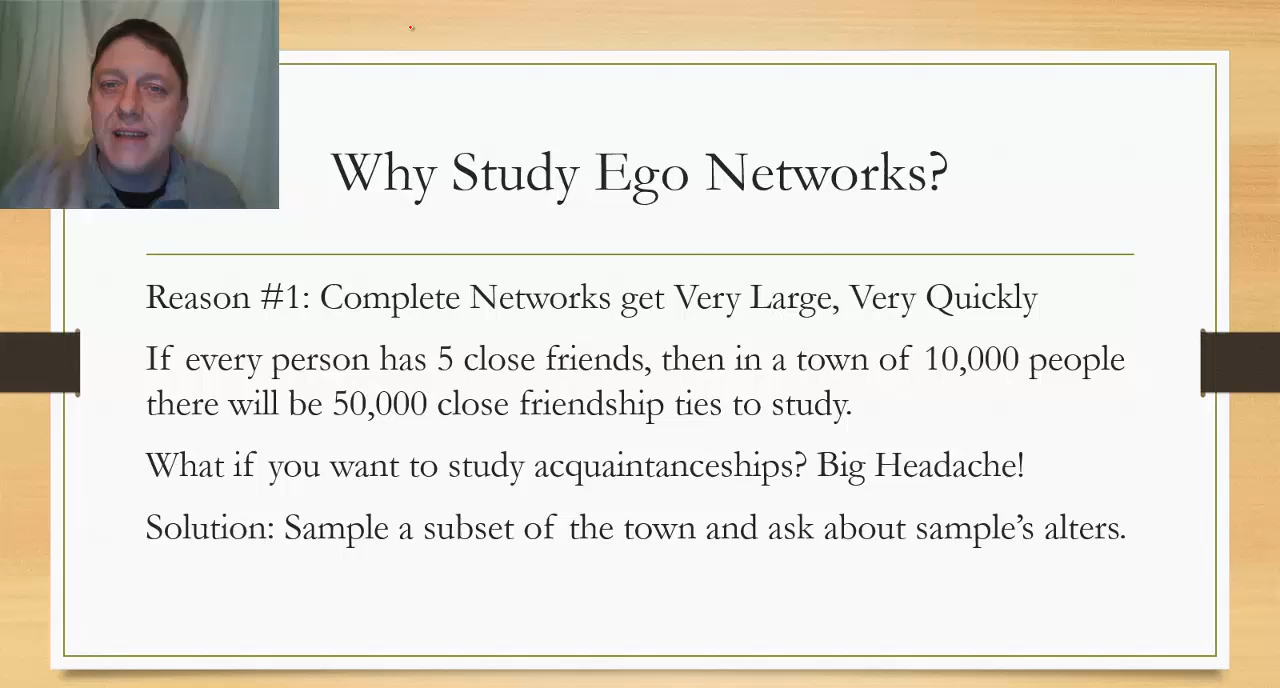 Why Study Ego Networks?
Reason #1: Complete Networks get Very Large, Very Quickly
If every person has 5 close friends, then in a town of 10,000 people
there will be 50,000 close friendship ties to study.
What if you want to study acquaintanceships? Big Headache!
Solution: Sample a subset of the town and ask about sample’s alters.